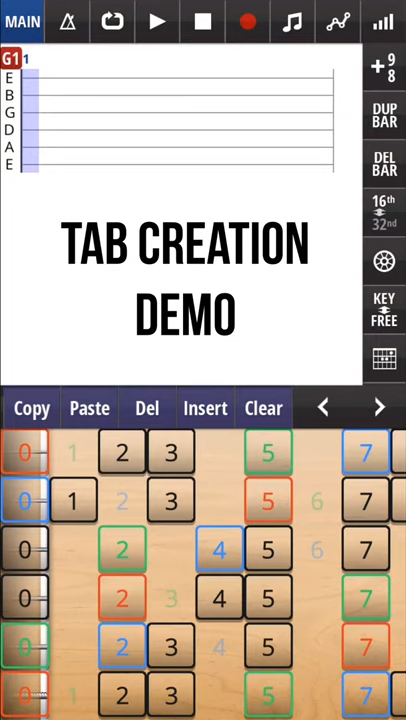 MAIN
G1 1
+9
8
E
B
G
D
A
E
DUP
BAR
DEL
BAR
16th
32nd
KEY
FREE
TAB CREATION
DEMO
Copy Paste Del Insert Clear < >
0 1 2 3 5 7
0 1 2 3 5 6 7
0 2 4 5 6 7
0 2 3 4 5 7
0 2 3 4 5 7
0 1 2 3 5 7